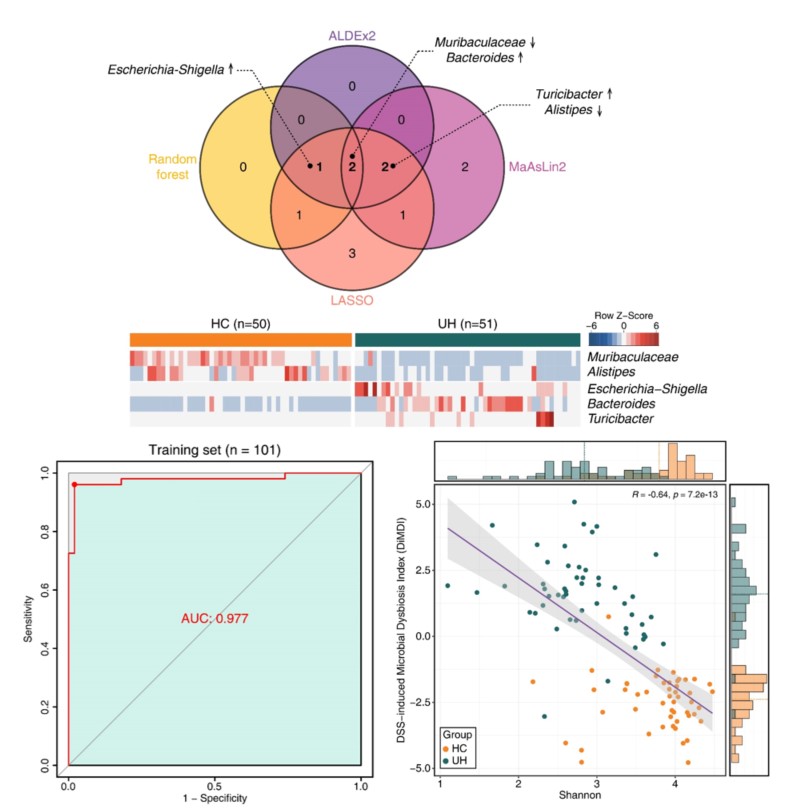 ALDEx2
Muribaculaceae ↓
Bacteroides ↑
Escherichia-Shigella ↑
Turicibacter ↑
Alistipes ↓
0
0
0
Random
forest
0
1
2
2
2
MaAsLin2
1
1
3
LASSO
HC (n=50)
UH (n=51)
Row Z-Score
−6 0 6
Muribaculaceae
Alistipes
Escherichia−Shigella
Bacteroides
Turicibacter
Training set (n = 101)
Sensitivity
1.0
0.8
0.6
0.4
0.2
0.0
AUC: 0.977
0.0 0.5 1.0
1 − Specificity
R = -0.64, p = 7.2e-13
DSS−induced Microbial Dysbiosis Index (DiMDI)
5.0
2.5
0.0
−2.5
−5.0
Group
HC
UH
1 2 3 4
Shannon